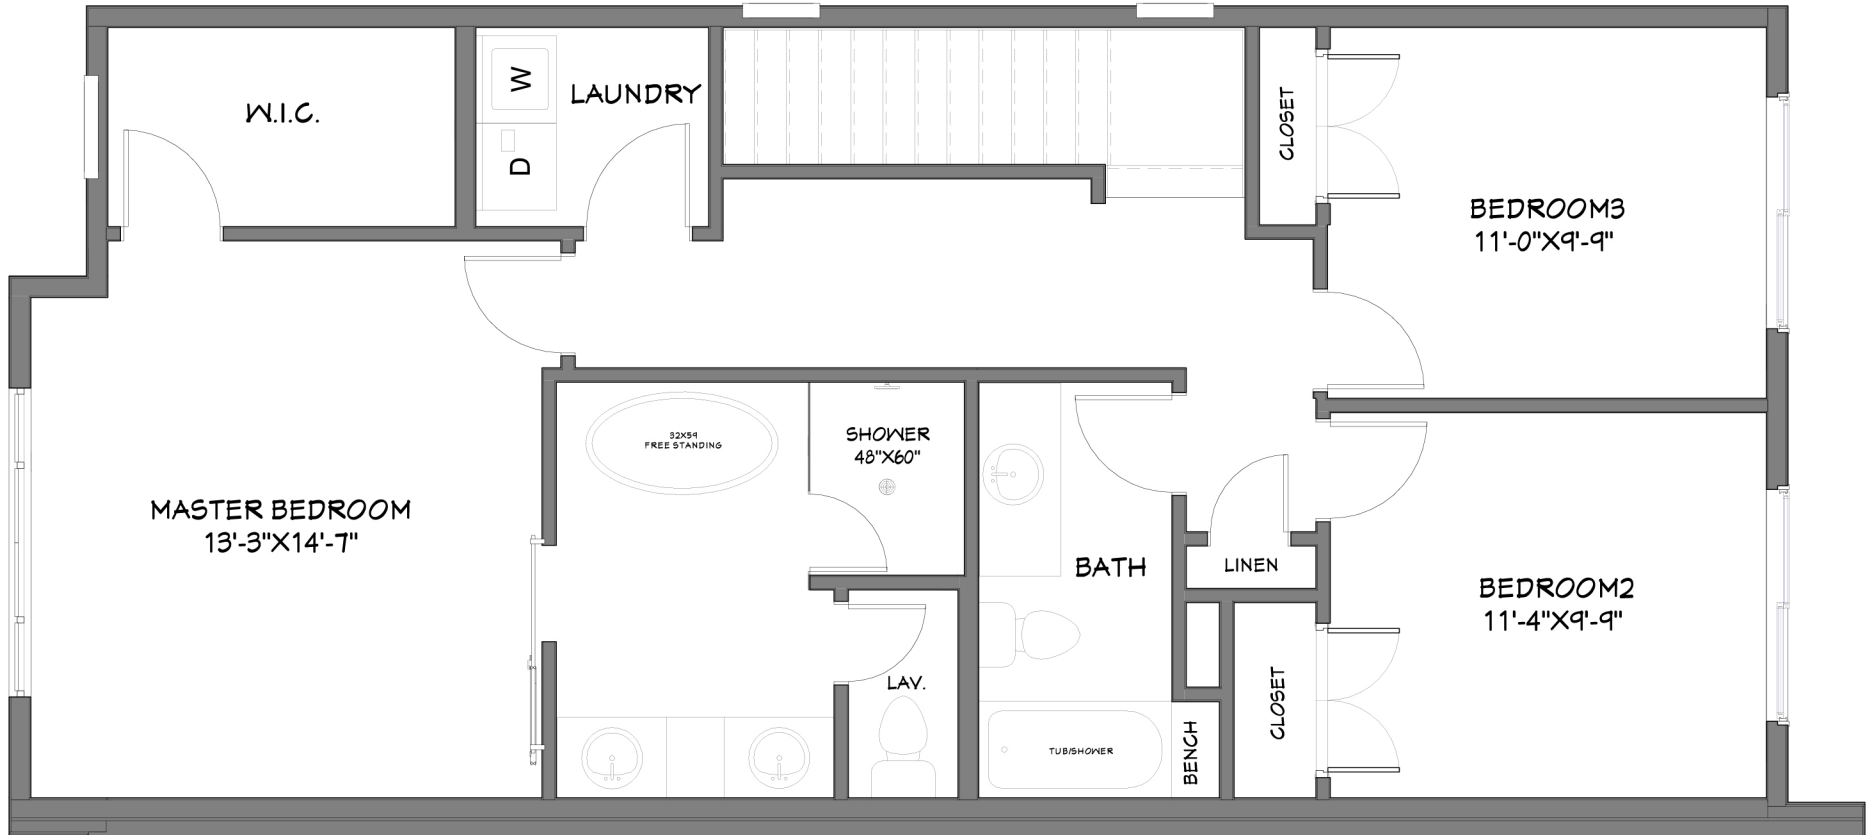 W.I.C.
W
D
LAUNDRY
CLOSET
BEDROOM3
11'-0"X9'-9"
32X59
FREE STANDING
SHOWER
48"X60"
MASTER BEDROOM
13'-3"X14'-7"
BATH
LINEN
BEDROOM2
11'-4"X9'-9"
LAV.
TUB/SHOWER
BENCH
CLOSET